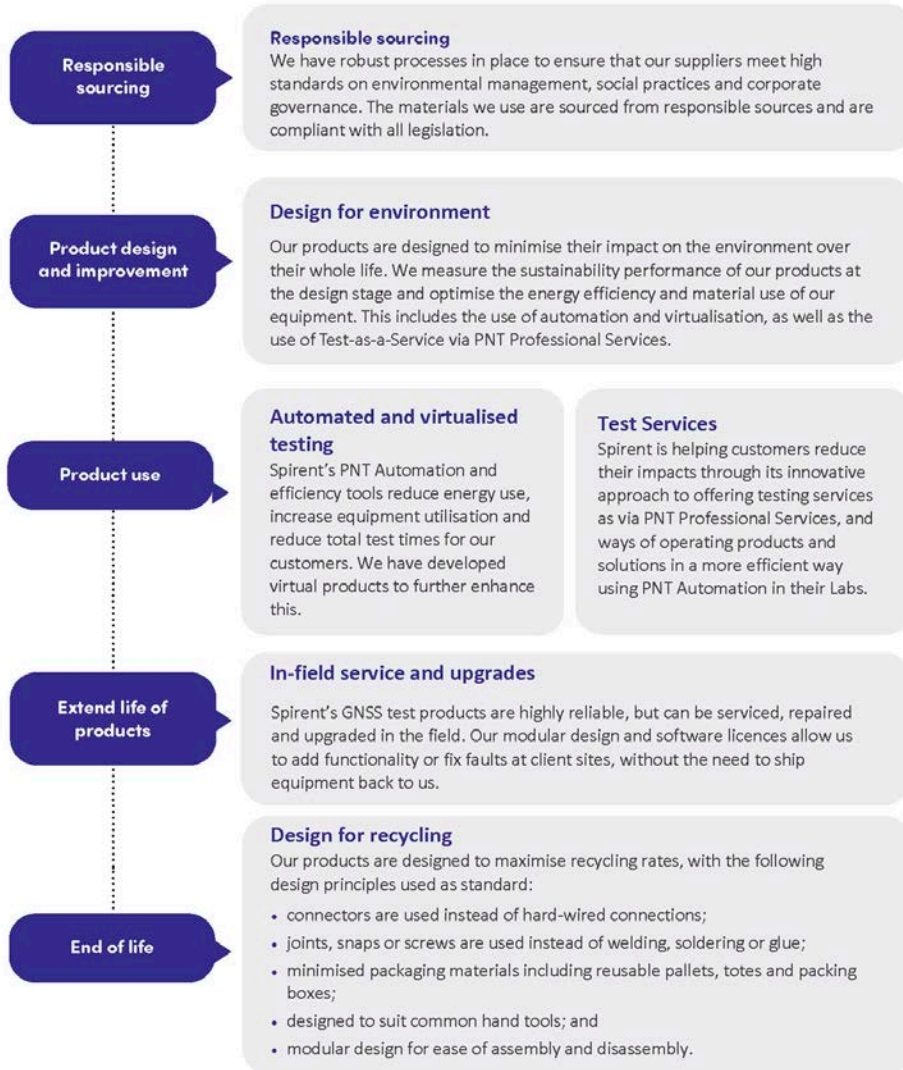 Responsible
sourcing
Responsible sourcing
We have robust processes in place to ensure that our suppliers meet high
standards on environmental management, social practices and corporate
governance. The materials we use are sourced from responsible sources and are
compliant with all legislation.
Product design
and improvement
Design for environment
Our products are designed to minimise their impact on the environment over
their whole life. We measure the sustainability performance of our products at
the design stage and optimise the energy efficiency and material use of our
equipment. This includes the use of automation and virtualisation, as well as the
use of Test-as-a-Service via PNT Professional Services.
Product use
Automated and virtualised
testing
Spirent's PNT Automation and
efficiency tools reduce energy use,
increase equipment utilisation and
reduce total test times for our
customers. We have developed
virtual products to further enhance
this.
Test Services
Spirent is helping customers reduce
their impacts through its innovative
approach to offering testing services
as via PNT Professional Services, and
ways of operating products and
solutions in a more efficient way
using PNT Automation in their Labs.
Extend life of
products
In-field service and upgrades
Spirent's GNSS test products are highly reliable, but can be serviced, repaired
and upgraded in the field. Our modular design and software licences allow us
to add functionality or fix faults at client sites, without the need to ship
equipment back to us.
End of life
Design for recycling
Our products are designed to maximise recycling rates, with the following
design principles used as standard:
• connectors are used instead of hard-wired connections;
• joints, snaps or screws are used instead of welding, soldering or glue;
• minimised packaging materials including reusable pallets, totes and packing
boxes;
• designed to suit common hand tools; and
• modular design for ease of assembly and disassembly.